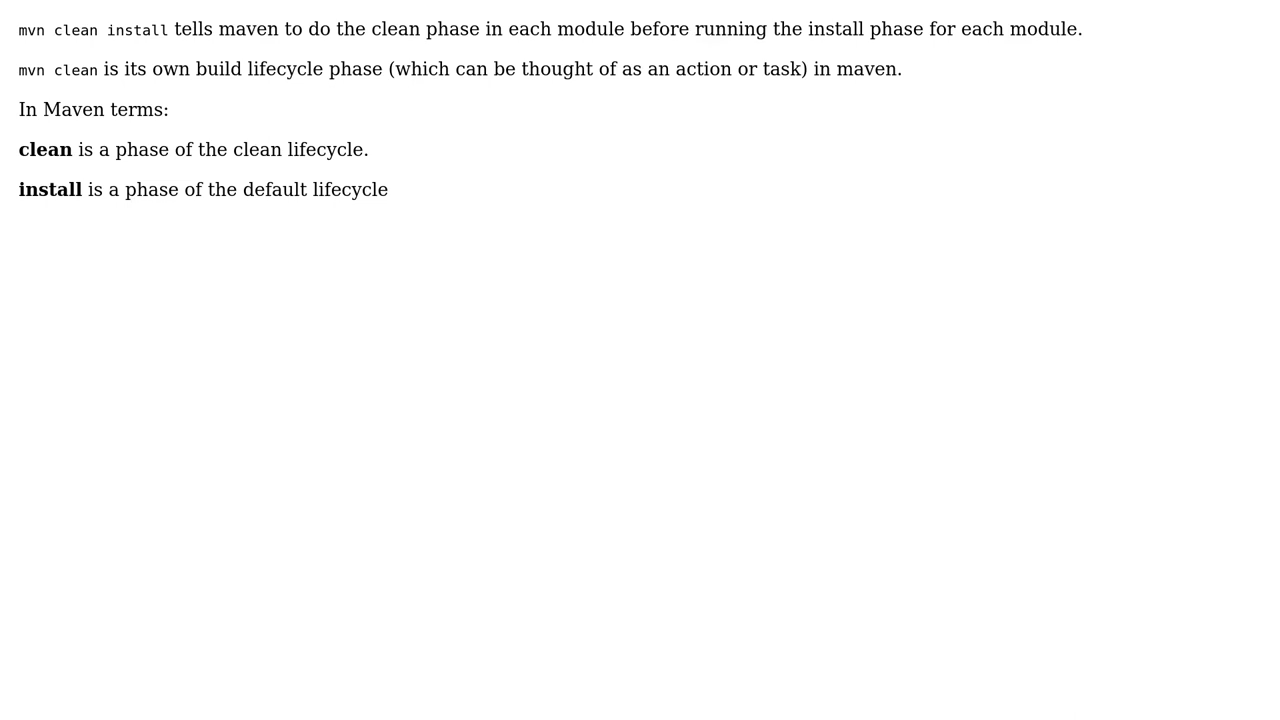 mvn clean install tells maven to do the clean phase in each module before running the install phase for each module.
mvn clean is its own build lifecycle phase (which can be thought of as an action or task) in maven.
In Maven terms:
clean is a phase of the clean lifecycle.
install is a phase of the default lifecycle